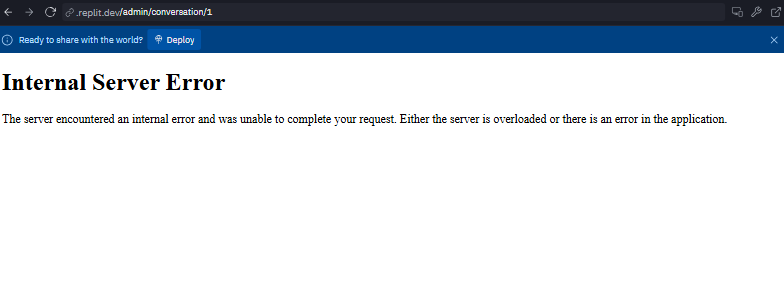 .replit.dev/admin/conversation/1
Ready to share with the world? Deploy
Internal Server Error
The server encountered an internal error and was unable to complete your request. Either the server is overloaded or there is an error in the application.